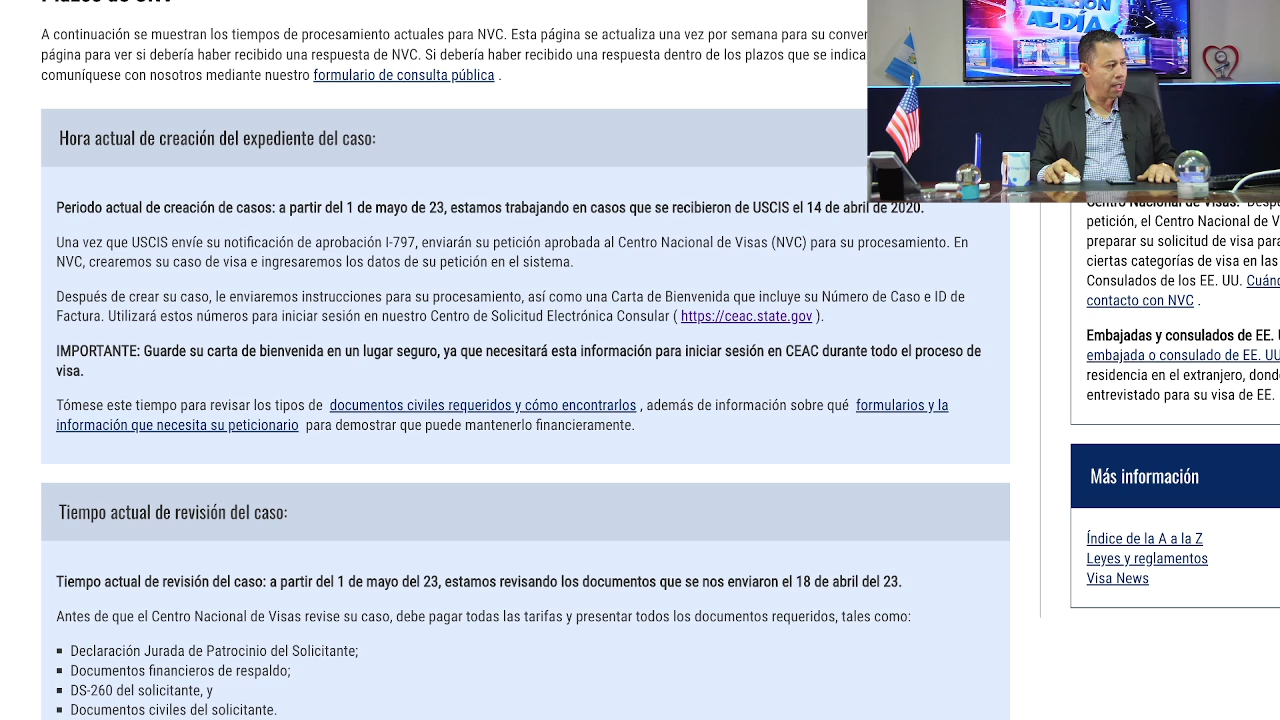 A continuación se muestran los tiempos de procesamiento actuales para NVC. Esta página se actualiza una vez por semana para su
página para ver si debería haber recibido una respuesta de NVC. Si debería haber recibido una respuesta dentro de los plazos que se
comuníquese con nosotros mediante nuestro formulario de consulta pública .
Hora actual de creación del expediente del caso:
Periodo actual de creación de casos: a partir del 1 de mayo de 23, estamos trabajando en casos que se recibieron de USCIS el 14 de abril de 2020.
Una vez que USCIS envíe su notificación de aprobación I-797, enviarán su petición aprobada al Centro Nacional de Visas (NVC) para su procesamiento. En
NVC, crearemos su caso de visa e ingresaremos los datos de su petición en el sistema.
Después de crear su caso, le enviaremos instrucciones para su procesamiento, así como una Carta de Bienvenida que incluye su Número de Caso e ID de
Factura. Utilizará estos números para iniciar sesión en nuestro Centro de Solicitud Electrónica Consular ( https://ceac.state.gov ).
IMPORTANTE: Guarde su carta de bienvenida en un lugar seguro, ya que necesitará esta información para iniciar sesión en CEAC durante todo el proceso de
visa.
Tómese este tiempo para revisar los tipos de documentos civiles requeridos y cómo encontrarlos , además de información sobre qué formularios y la
información que necesita su peticionario para demostrar que puede mantenerlo financieramente.
Tiempo actual de revisión del caso:
Tiempo actual de revisión del caso: a partir del 1 de mayo del 23, estamos revisando los documentos que se nos enviaron el 18 de abril del 23.
Antes de que el Centro Nacional de Visas revise su caso, debe pagar todas las tarifas y presentar todos los documentos requeridos, tales como:
Declaración Jurada de Patrocinio del Solicitante;
Documentos financieros de respaldo;
DS-260 del solicitante, y
Documentos civiles del solicitante.
AL DÍA
Centro Nacional de Visas:
petición, el Centro Nacional de
preparar su solicitud de visa
ciertas categorías de visa en las
Consulados de los EE. UU.
contacto con NVC .
Embajadas y consulados de EE.
embajada o consulado de EE. UU
residencia en el extranjero,
entrevistado para su visa de EE.
Más información
Índice de la A a la Z
Leyes y reglamentos
Visa News